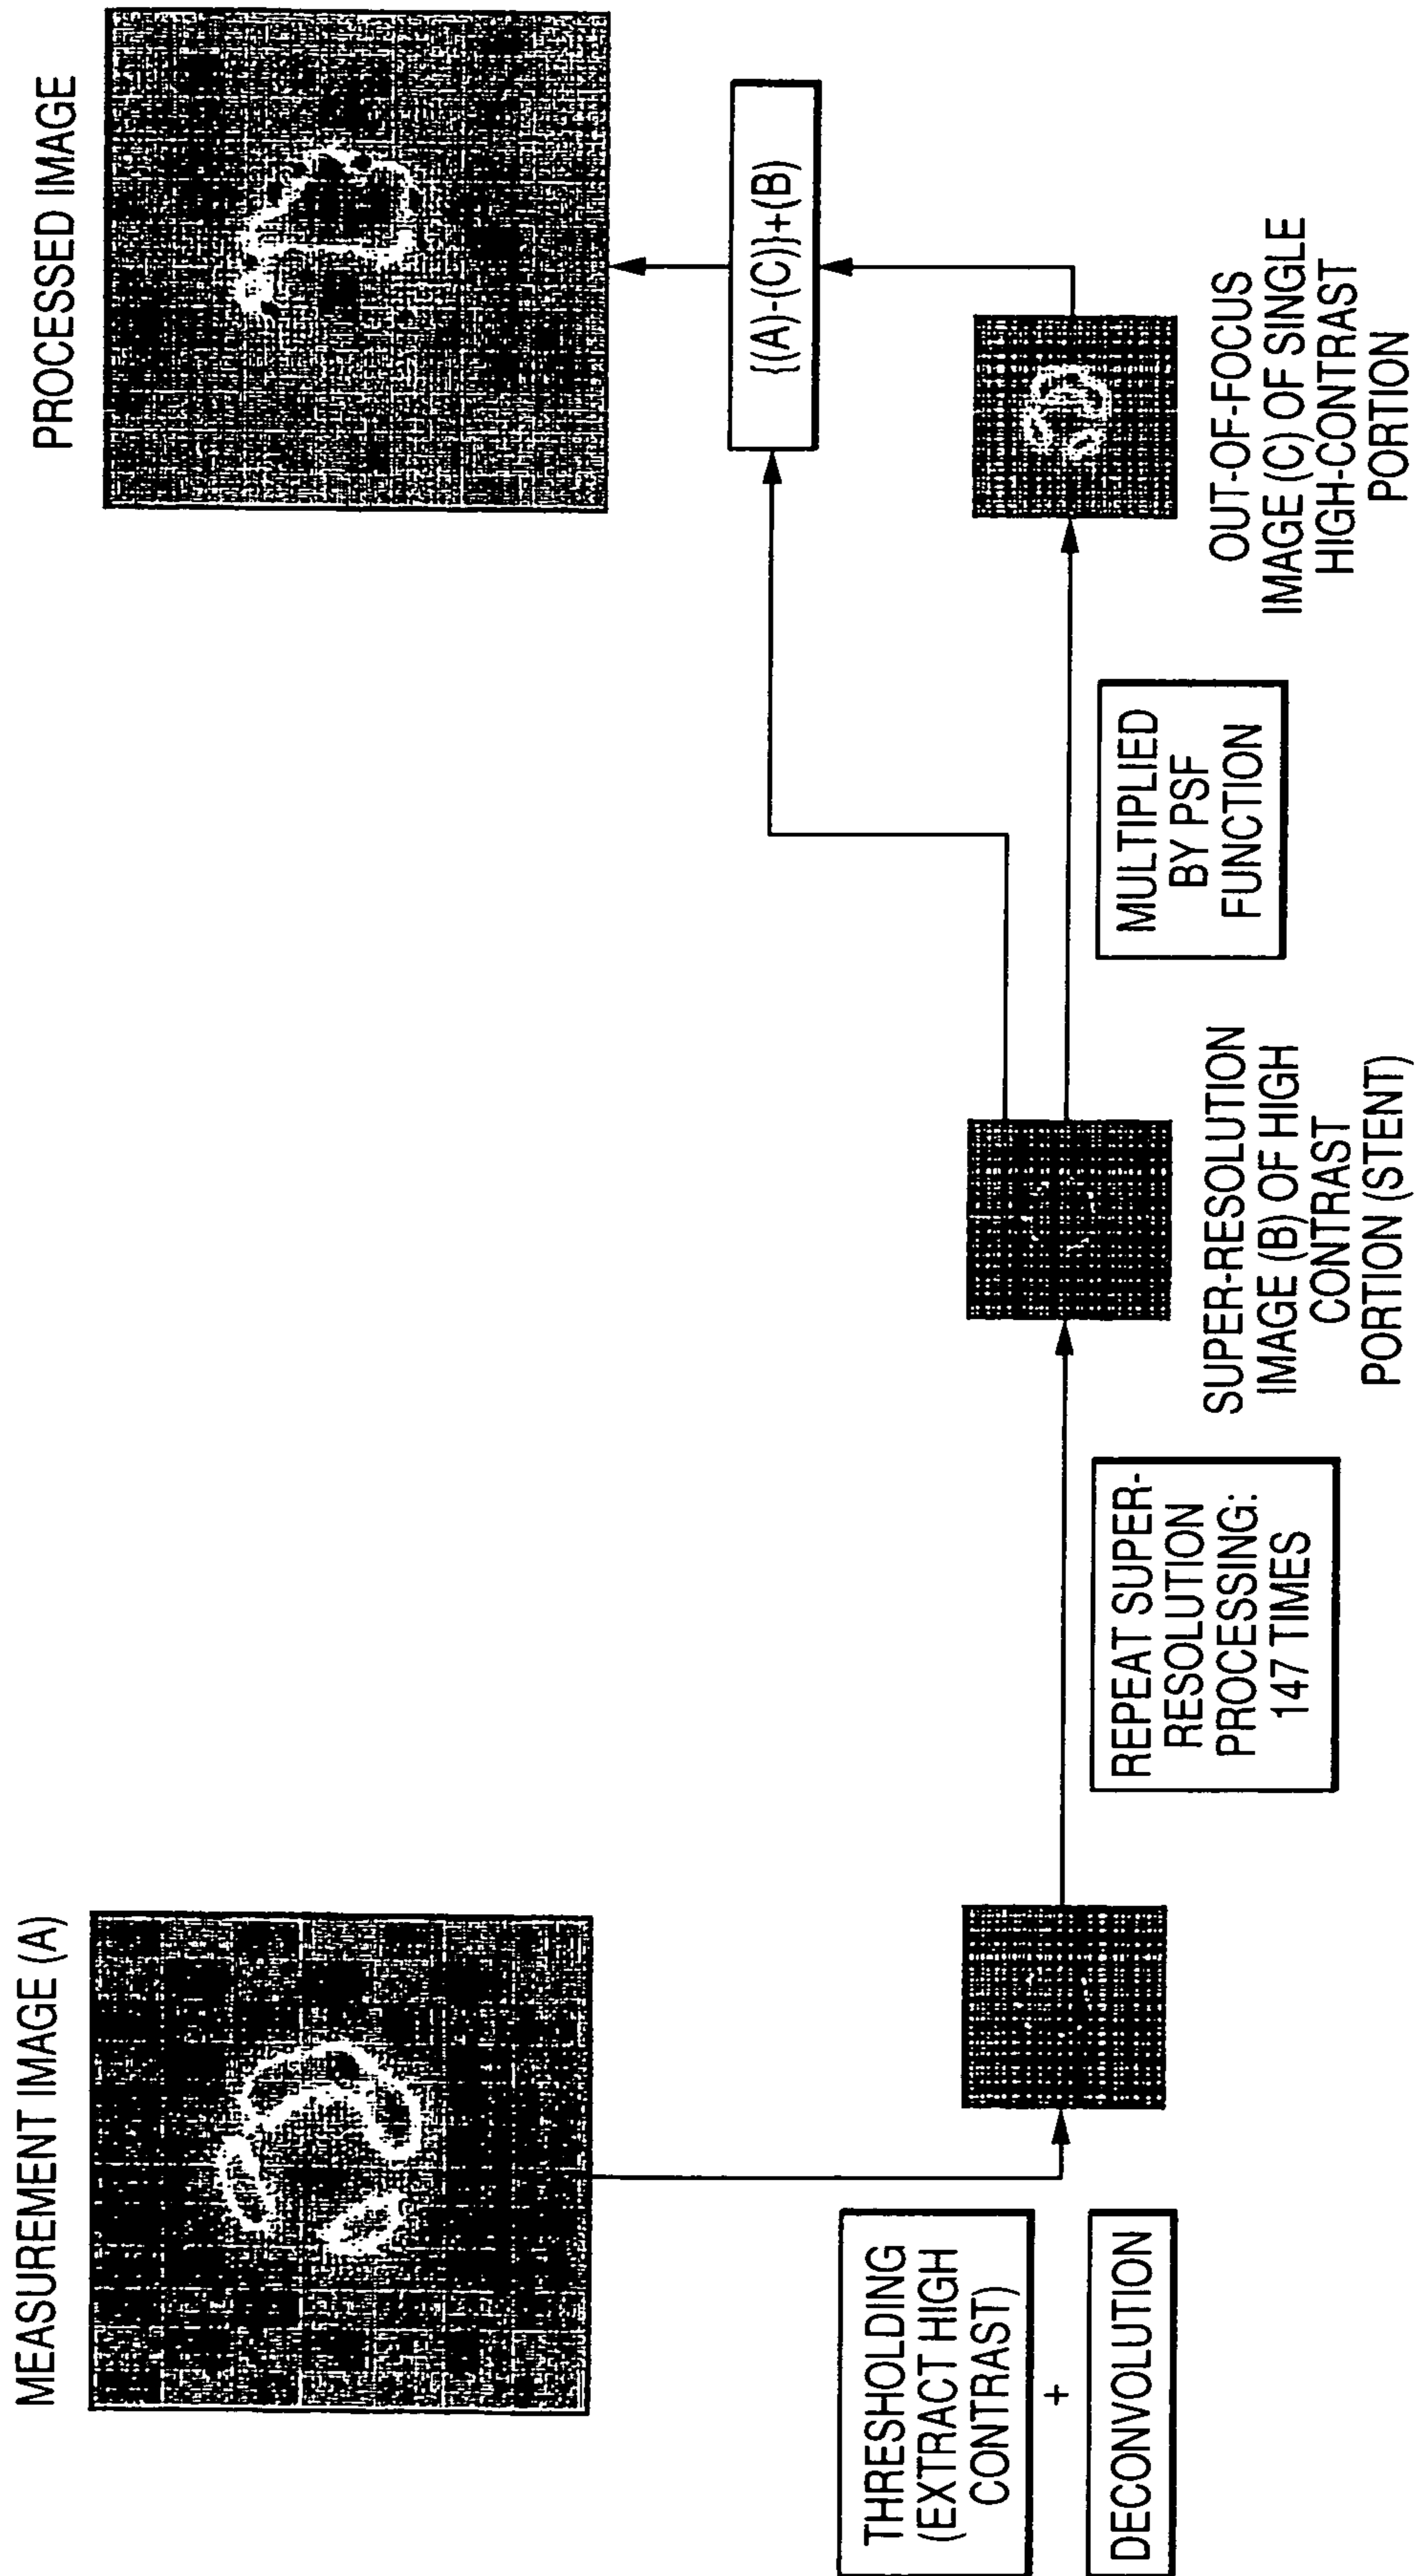 MEASUREMENT IMAGE (A)
PROCESSED IMAGE
THRESHOLDING
(EXTRACT HIGH
CONTRAST)
+
DECONVOLUTION
REPEAT SUPER-
RESOLUTION
PROCESSING:
147 TIMES
SUPER-RESOLUTION
IMAGE (B) OF HIGH
CONTRAST
PORTION (STENT)
MULTIPLIED
BY PSF
FUNCTION
OUT-OF-FOCUS
IMAGE (C) OF SINGLE
HIGH-CONTRAST
PORTION
{(A)-(C)}+(B)